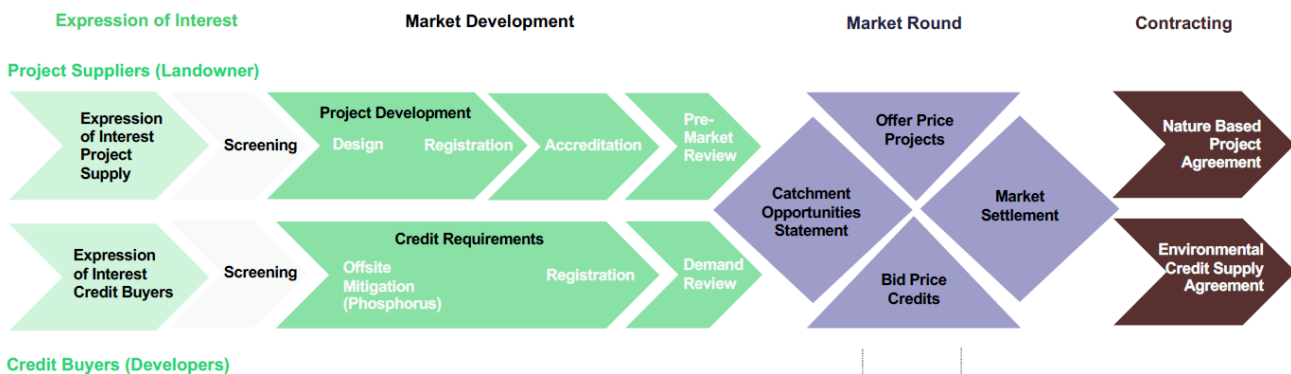 Expression of Interest
Market Development
Market Round
Contracting
Project Suppliers (Landowner)
Expression
of Interest
Project
Supply
Screening
Project Development
Design
Registration
Accreditation
Pre-
Market
Review
Offer Price
Projects
Catchment
Opportunities
Statement
Market
Settlement
Nature Based
Project
Agreement
Expression
of Interest
Credit Buyers
Screening
Credit Requirements
Offsite
Mitigation
(Phosphorus)
Registration
Demand
Review
Bid Price
Credits
Environmental
Credit Supply
Agreement
Credit Buyers (Developers)